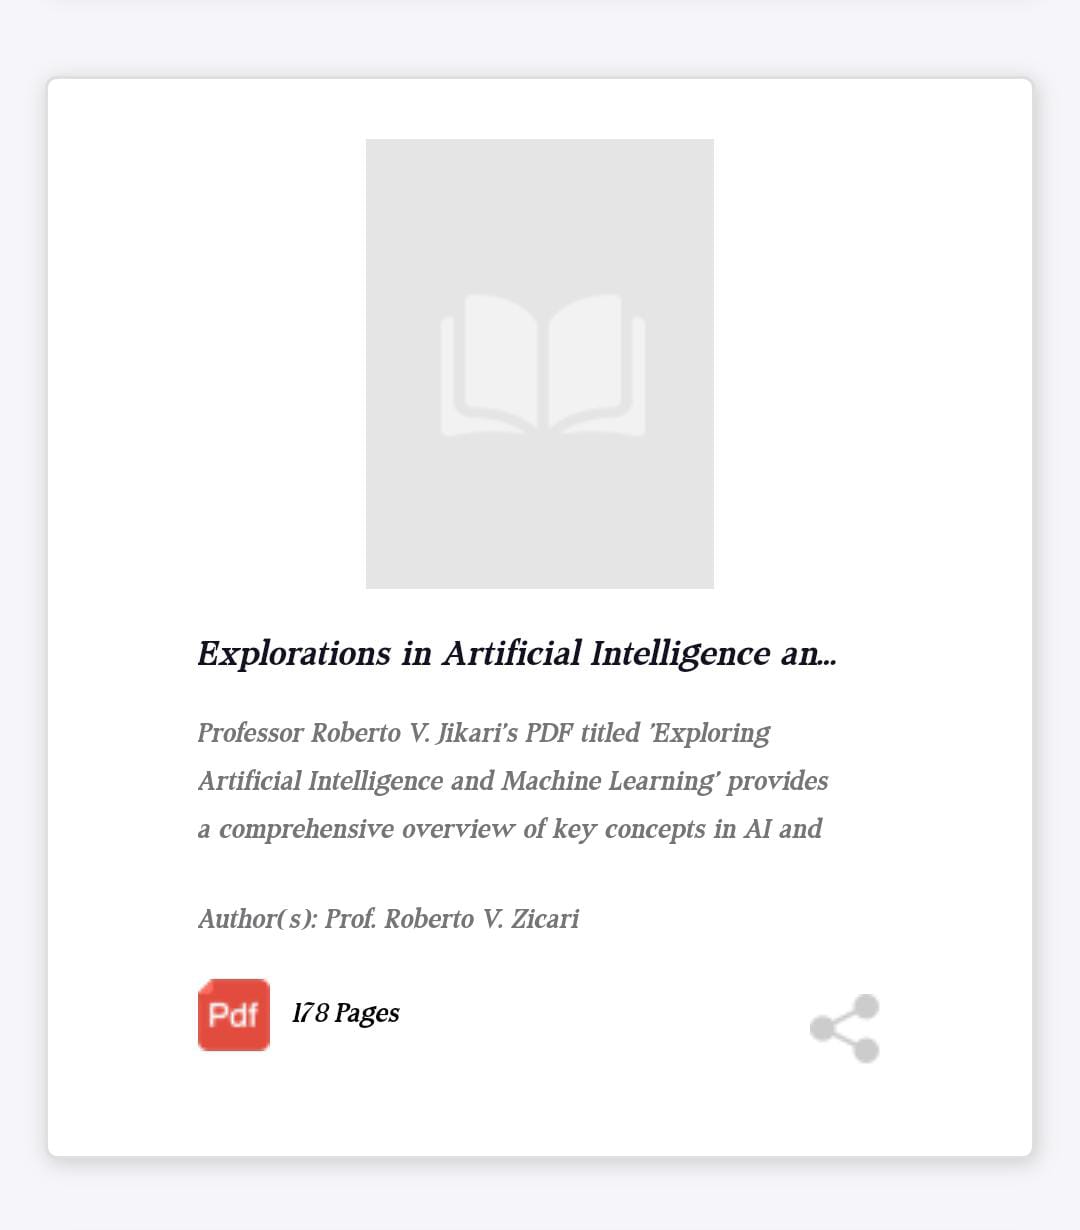 Explorations in Artificial Intelligence an...
Professor Roberto V. Jikari's PDF titled 'Exploring
Artificial Intelligence and Machine Learning' provides
a comprehensive overview of key concepts in AI and
Author(s): Prof. Roberto V. Zicari
Pdf
178 Pages